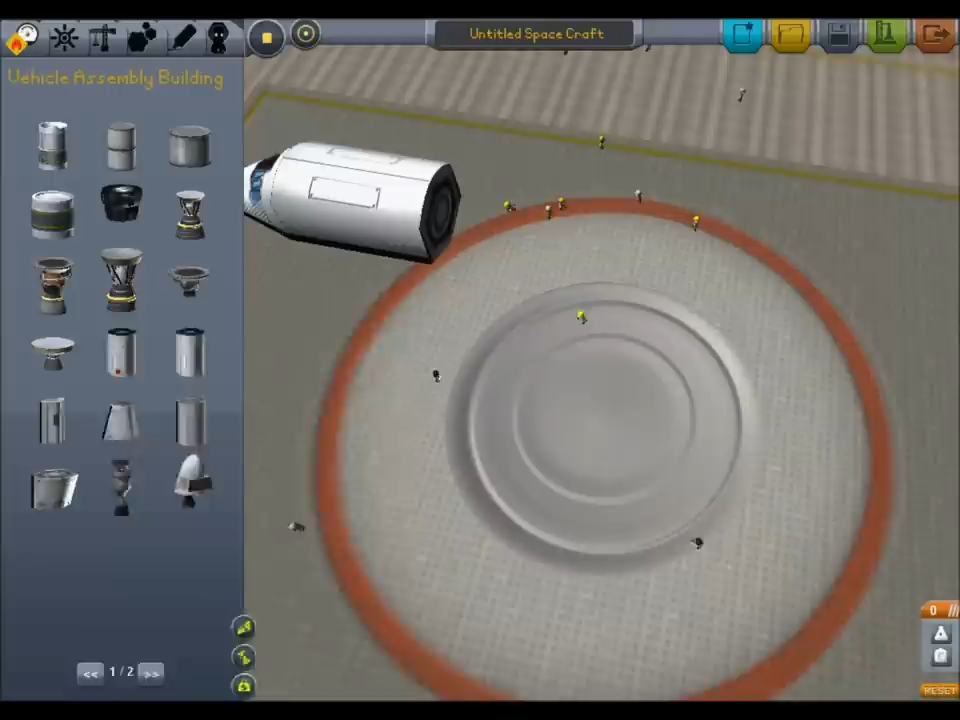 Untitled Space Craft
Vehicle Assembly Building
<< 1/2 >>
0
RESET